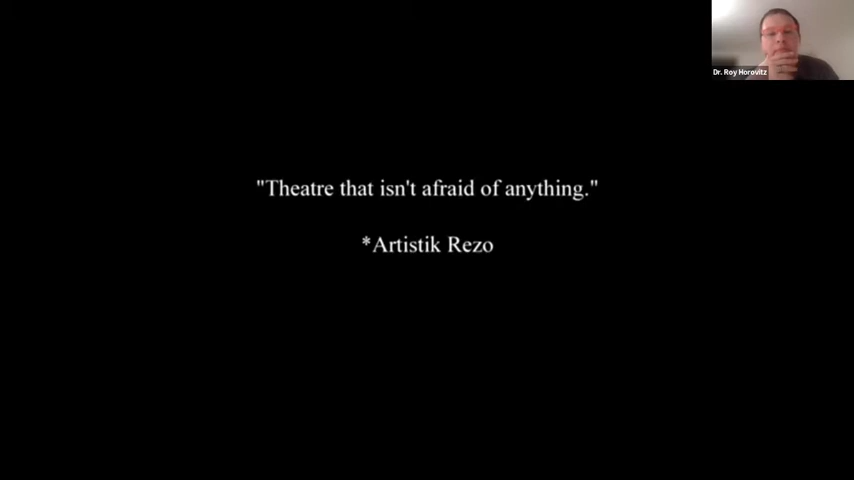 "Theatre that isn't afraid of anything."
*Artistik Rezo
Dr. Roy Horovitz